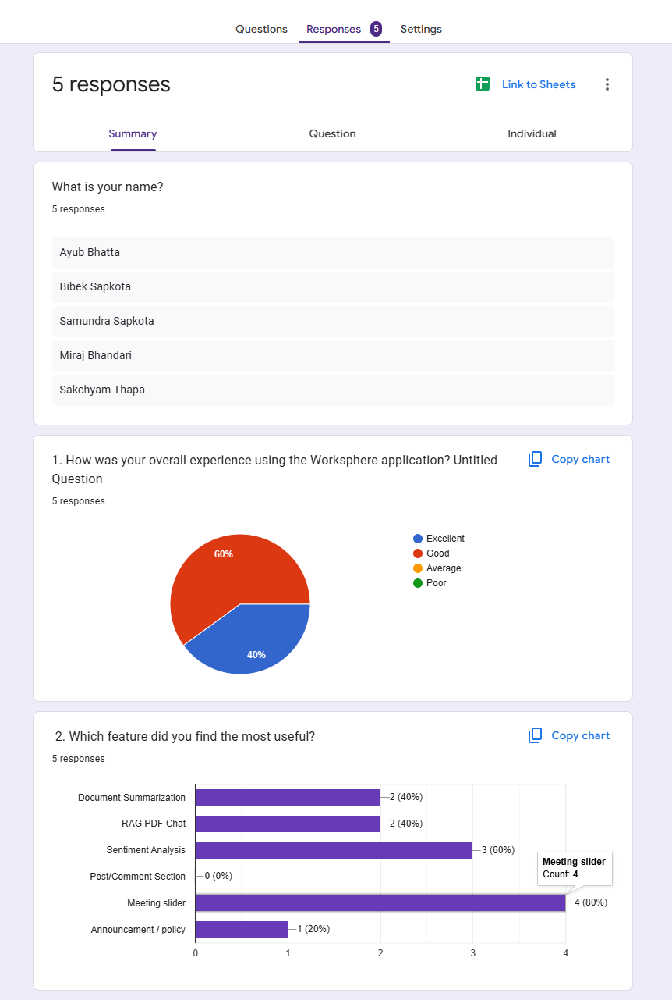 Questions
Responses 5
Settings
5 responses
Link to Sheets
Summary
Question
Individual
What is your name?
5 responses
Ayub Bhatta
Bibek Sapkota
Samundra Sapkota
Miraj Bhandari
Sakchyam Thapa
1. How was your overall experience using the Worksphere application? Untitled
Question
Copy chart
5 responses
60%
40%
Excellent
Good
Average
Poor
2. Which feature did you find the most useful?
Copy chart
5 responses
Document Summarization 2 (40%)
RAG PDF Chat 2 (40%)
Sentiment Analysis 3 (60%)
Post/Comment Section 0 (0%)
Meeting slider
Count: 4
Meeting slider 4 (80%)
Announcement / policy 1 (20%)
0 1 2 3 4